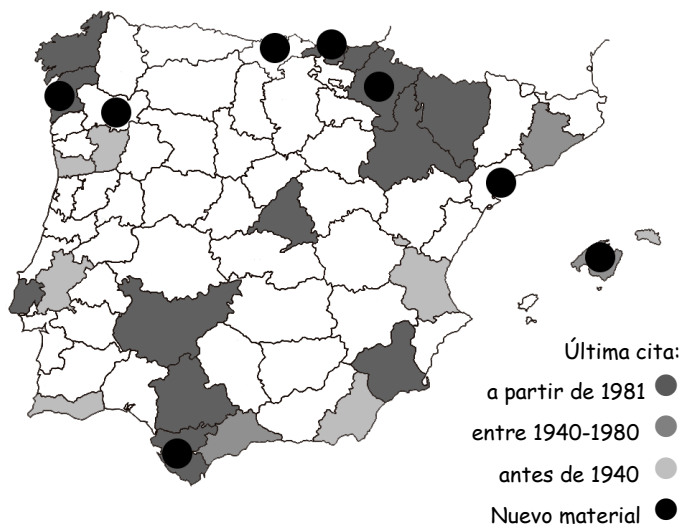 Última cita:
a partir de 1981
entre 1940-1980
antes de 1940
Nuevo material